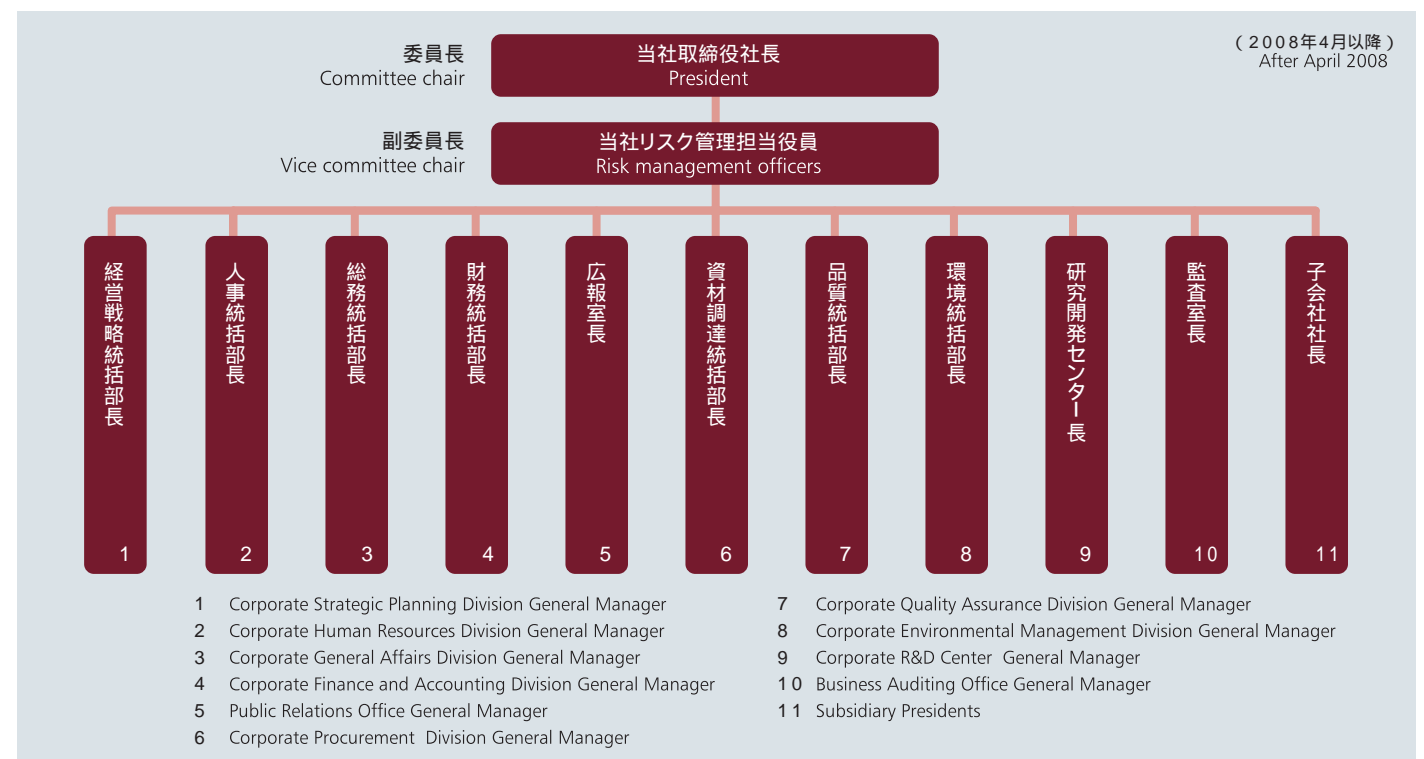 委員長
Committee chair
当社取締役社長
President
（2008年4月以降）
After April 2008
副委員長
Vice committee chair
当社リスク管理担当役員
Risk management officers
経営戦略統括部長
1
人事統括部長
2
総務統括部長
3
財務統括部長
4
広報室長
5
資材調達統括部長
6
品質統括部長
7
環境統括部長
8
研究開発センター長
9
監査室長
10
子会社社長
11
1 Corporate Strategic Planning Division General Manager
2 Corporate Human Resources Division General Manager
3 Corporate General Affairs Division General Manager
4 Corporate Finance and Accounting Division General Manager
5 Public Relations Office General Manager
6 Corporate Procurement Division General Manager
7 Corporate Quality Assurance Division General Manager
8 Corporate Environmental Management Division General Manager
9 Corporate R&D Center General Manager
10 Business Auditing Office General Manager
11 Subsidiary Presidents